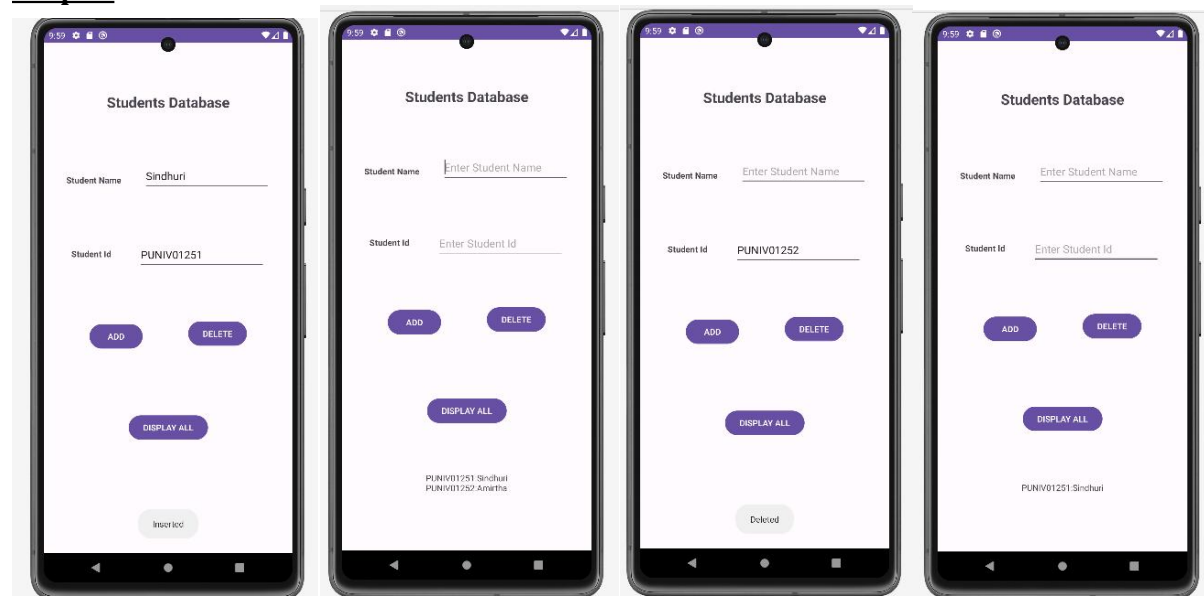 9:59
Students Database
Student Name Sindhuri
Student Id PUNIV01251
ADD DELETE
DISPLAY ALL
Inserted
9:59
Students Database
Student Name Enter Student Name
Student Id Enter Student Id
ADD DELETE
DISPLAY ALL
PUNIV01251:Sindhuri
PUNIV01252:Amirtha
9:59
Students Database
Student Name Enter Student Name
Student Id PUNIV01252
ADD DELETE
DISPLAY ALL
Deleted
9:59
Students Database
Student Name Enter Student Name
Student Id Enter Student Id
ADD DELETE
DISPLAY ALL
PUNIV01251:Sindhuri